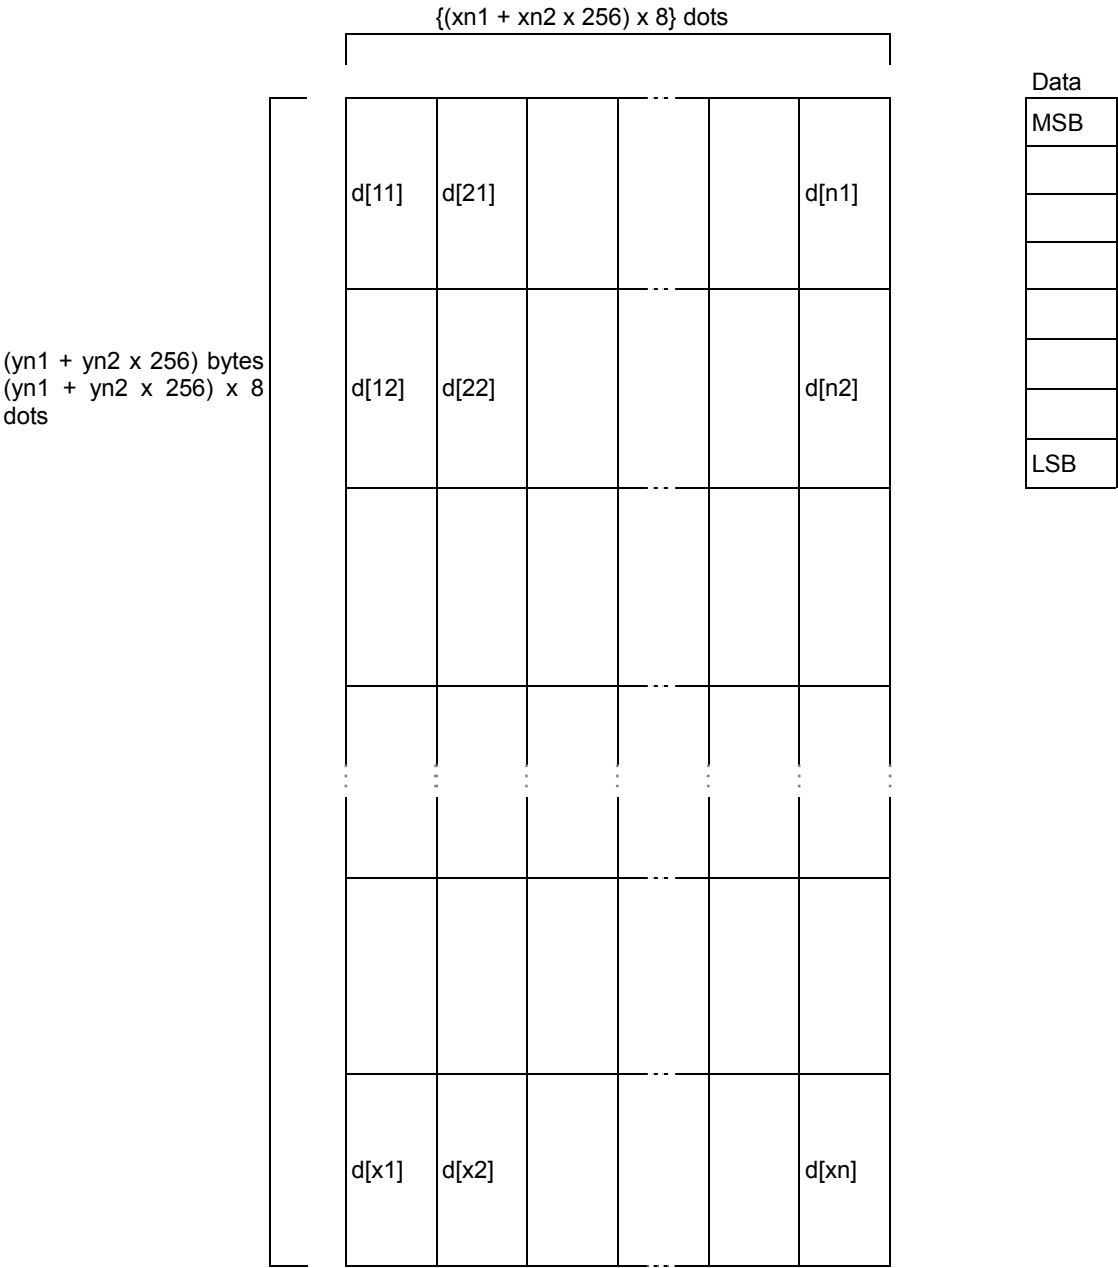 {(xn1 + xn2 x 256) x 8} dots
Data
MSB
d[11] d[21] d[n1]
(yn1 + yn2 x 256) bytes
(yn1 + yn2 x 256) x 8
dots
d[12] d[22] d[n2]
LSB
d[x1] d[x2] d[xn]